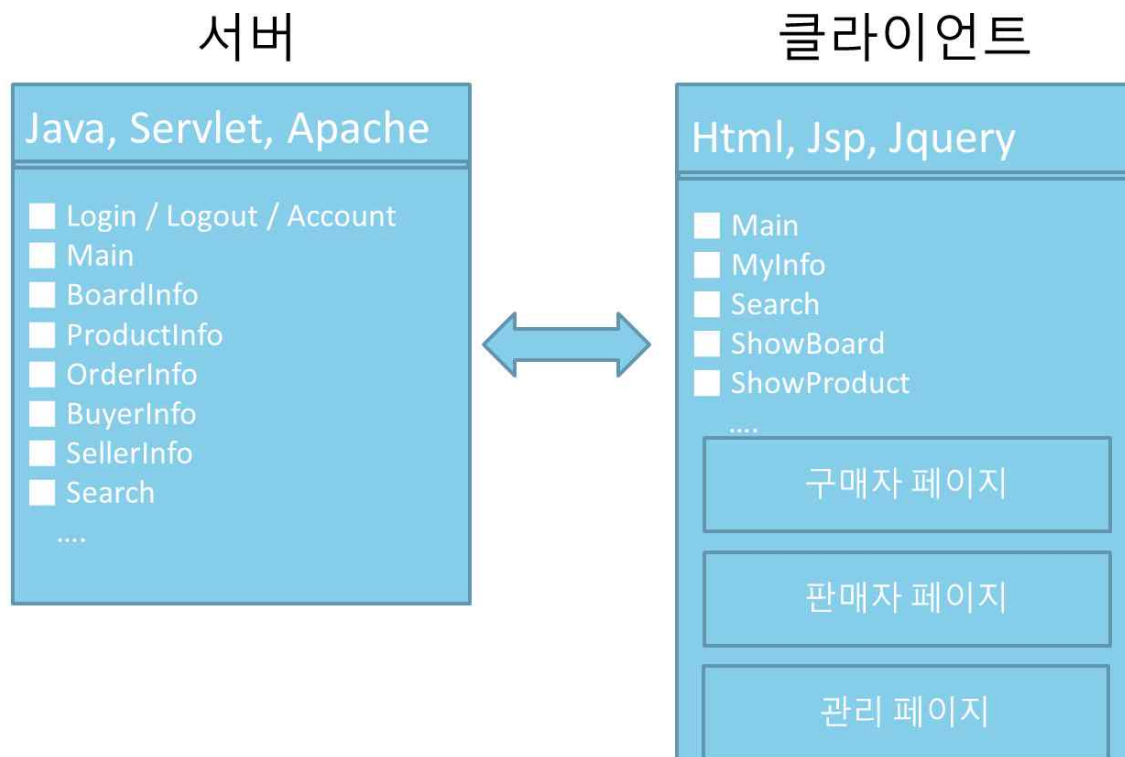 서버
Java, Servlet, Apache
Login / Logout / Account
Main
BoardInfo
ProductInfo
OrderInfo
BuyerInfo
SellerInfo
Search
....
클라이언트
Html, Jsp, Jquery
Main
MyInfo
Search
ShowBoard
ShowProduct
....
구매자 페이지
판매자 페이지
관리 페이지